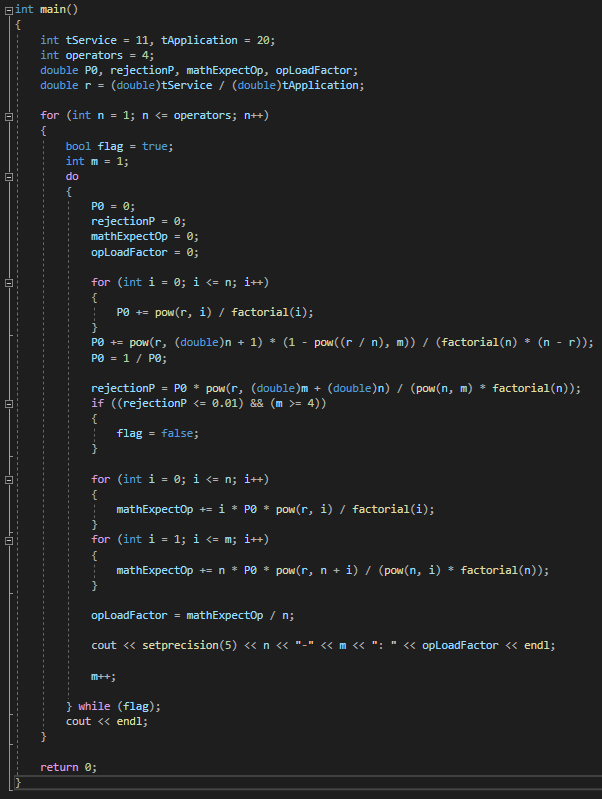 int main()
{
int tService = 11, tApplication = 20;
int operators = 4;
double P0, rejectionP, mathExpectOp, opLoadFactor;
double r = (double)tService / (double)tApplication;
for (int n = 1; n <= operators; n++)
{
bool flag = true;
int m = 1;
do
{
P0 = 0;
rejectionP = 0;
mathExpectOp = 0;
opLoadFactor = 0;
for (int i = 0; i <= n; i++)
{
P0 += pow(r, i) / factorial(i);
}
P0 += pow(r, (double)n + 1) * (1 - pow((r / n), m)) / (factorial(n) * (n - r));
P0 = 1 / P0;
rejectionP = P0 * pow(r, (double)m + (double)n) / (pow(n, m) * factorial(n));
if ((rejectionP <= 0.01) && (m >= 4))
{
flag = false;
}
for (int i = 0; i <= n; i++)
{
mathExpectOp += i * P0 * pow(r, i) / factorial(i);
}
for (int i = 1; i <= m; i++)
{
mathExpectOp += n * P0 * pow(r, n + i) / (pow(n, i) * factorial(n));
}
opLoadFactor = mathExpectOp / n;
cout << setprecision(5) << n << "-" << m << ": " << opLoadFactor << endl;
m++;
} while (flag);
cout << endl;
}
return 0;
}